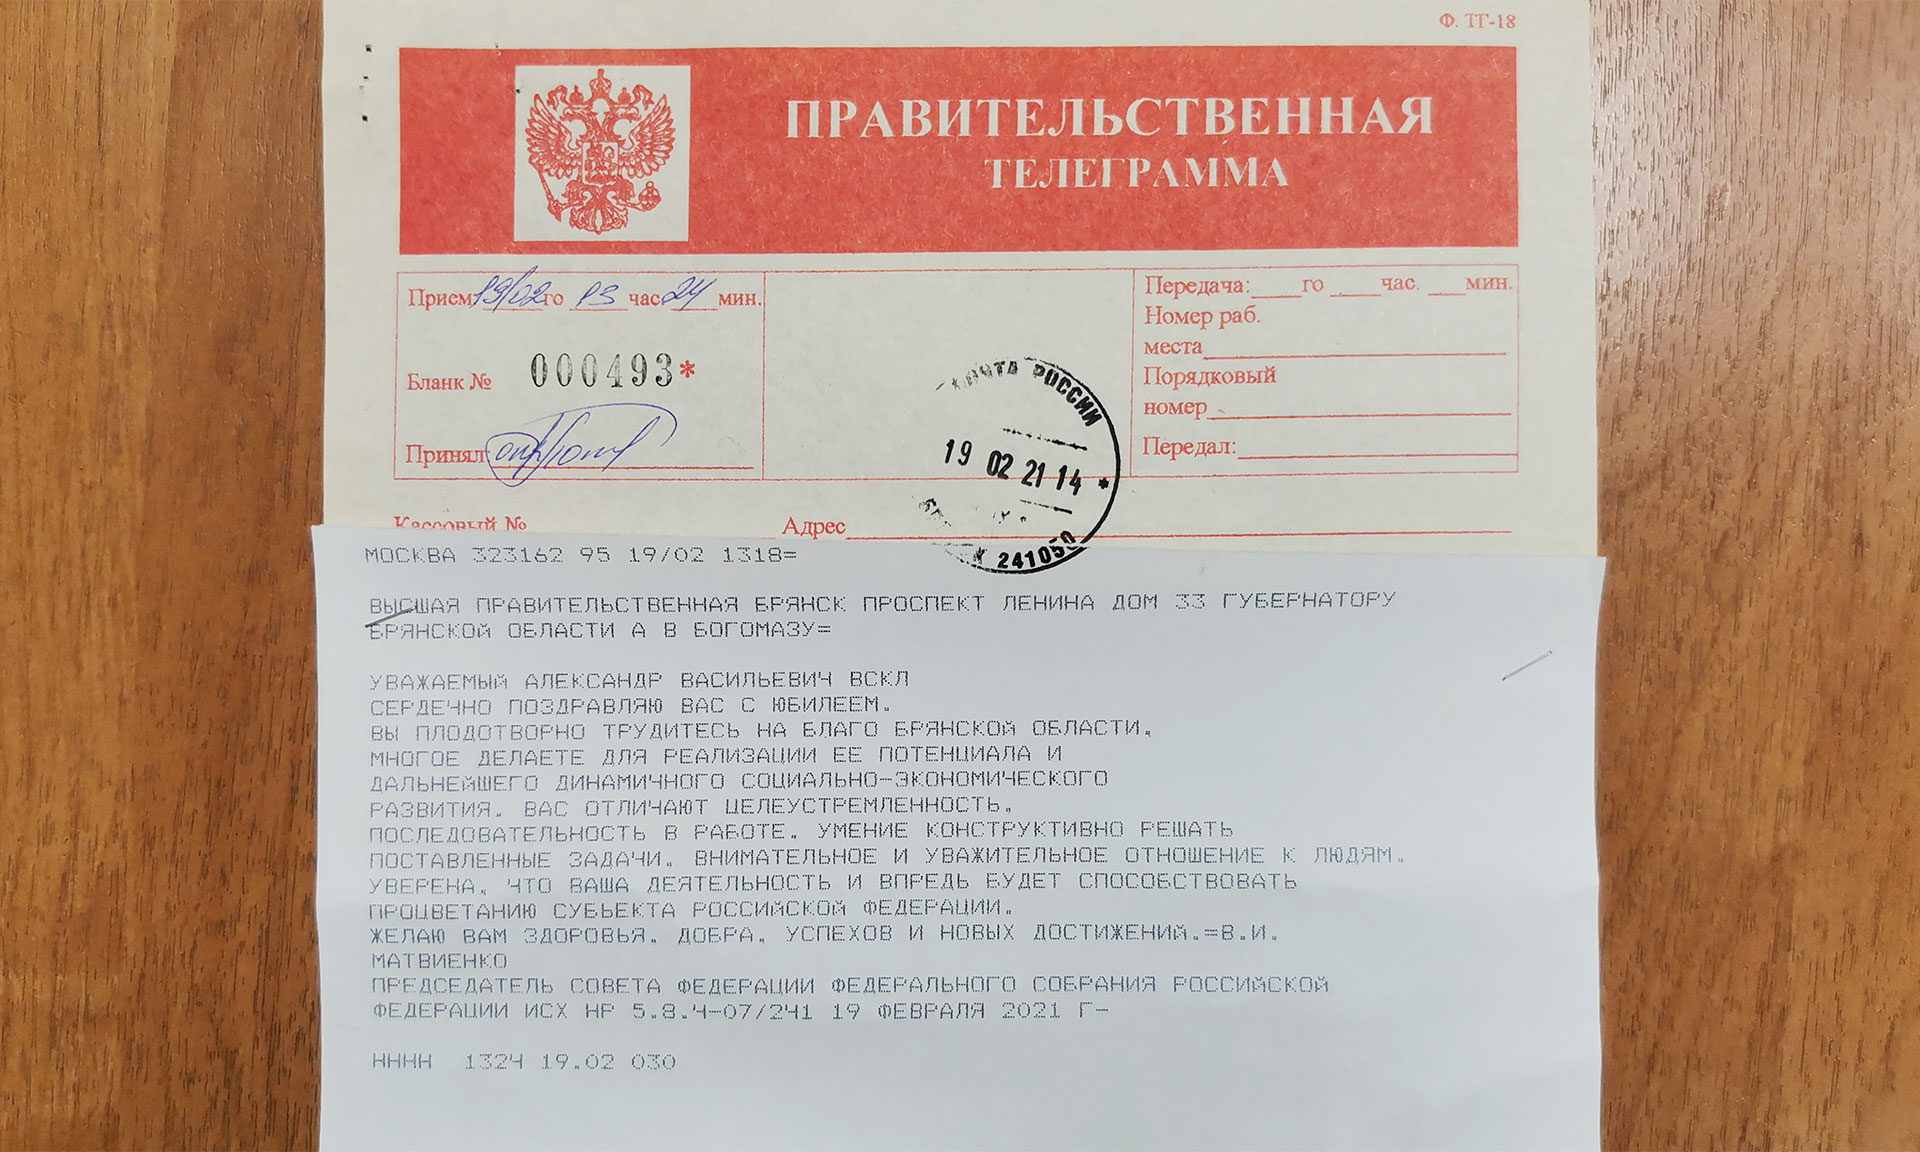 Ф. ТГ-18
ПРАВИТЕЛЬСТВЕННАЯ
ТЕЛЕГРАММА
Прием 19/02 го 13 час 24 мин.
Бланк № 000493*
Принял
Передача: ____го ____час. ___мин.
Номер раб.
места
Порядковый
номер
Передал:
ПОЧТА РОССИИ
19 02 21 14 *
241050
Кассовый № Адрес
МОСКВА 323162 95 19/02 1318=
ВЫСШАЯ ПРАВИТЕЛЬСТВЕННАЯ БРЯНСК ПРОСПЕКТ ЛЕНИНА ДОМ 33 ГУБЕРНАТОРУ
БРЯНСКОЙ ОБЛАСТИ А В БОГОМАЗУ=
УВАЖАЕМЫЙ АЛЕКСАНДР ВАСИЛЬЕВИЧ ВСКЛ
СЕРДЕЧНО ПОЗДРАВЛЯЮ ВАС С ЮБИЛЕЕМ.
ВЫ ПЛОДОТВОРНО ТРУДИТЕСЬ НА БЛАГО БРЯНСКОЙ ОБЛАСТИ,
МНОГОЕ ДЕЛАЕТЕ ДЛЯ РЕАЛИЗАЦИИ ЕЕ ПОТЕНЦИАЛА И
ДАЛЬНЕЙШЕГО ДИНАМИЧНОГО СОЦИАЛЬНО-ЭКОНОМИЧЕСКОГО
РАЗВИТИЯ. ВАС ОТЛИЧАЮТ ЦЕЛЕУСТРЕМЛЕННОСТЬ,
ПОСЛЕДОВАТЕЛЬНОСТЬ В РАБОТЕ, УМЕНИЕ КОНСТРУКТИВНО РЕШАТЬ
ПОСТАВЛЕННЫЕ ЗАДАЧИ, ВНИМАТЕЛЬНОЕ И УВАЖИТЕЛЬНОЕ ОТНОШЕНИЕ К ЛЮДЯМ.
УВЕРЕНА, ЧТО ВАША ДЕЯТЕЛЬНОСТЬ И ВПРЕДЬ БУДЕТ СПОСОБСТВОВАТЬ
ПРОЦВЕТАНИЮ СУБЬЕКТА РОССИЙСКОЙ ФЕДЕРАЦИИ.
ЖЕЛАЮ ВАМ ЗДОРОВЬЯ, ДОБРА, УСПЕХОВ И НОВЫХ ДОСТИЖЕНИЙ.=В.И.
МАТВИЕНКО
ПРЕДСЕДАТЕЛЬ СОВЕТА ФЕДЕРАЦИИ ФЕДЕРАЛЬНОГО СОБРАНИЯ РОССИЙСКОЙ
ФЕДЕРАЦИИ ИСХ НР 5.8.4-07/241 19 ФЕВРАЛЯ 2021 Г-
НННН 1324 19.02 030